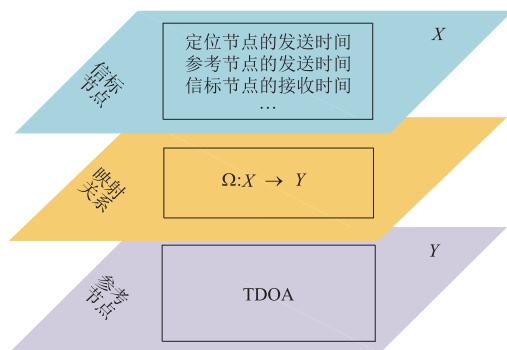 X
定位节点的发送时间
参考节点的发送时间
信标节点的接收时间
…
信标
节点
Ω:X → Y
映射
关系
Y
TDOA
参考
节点